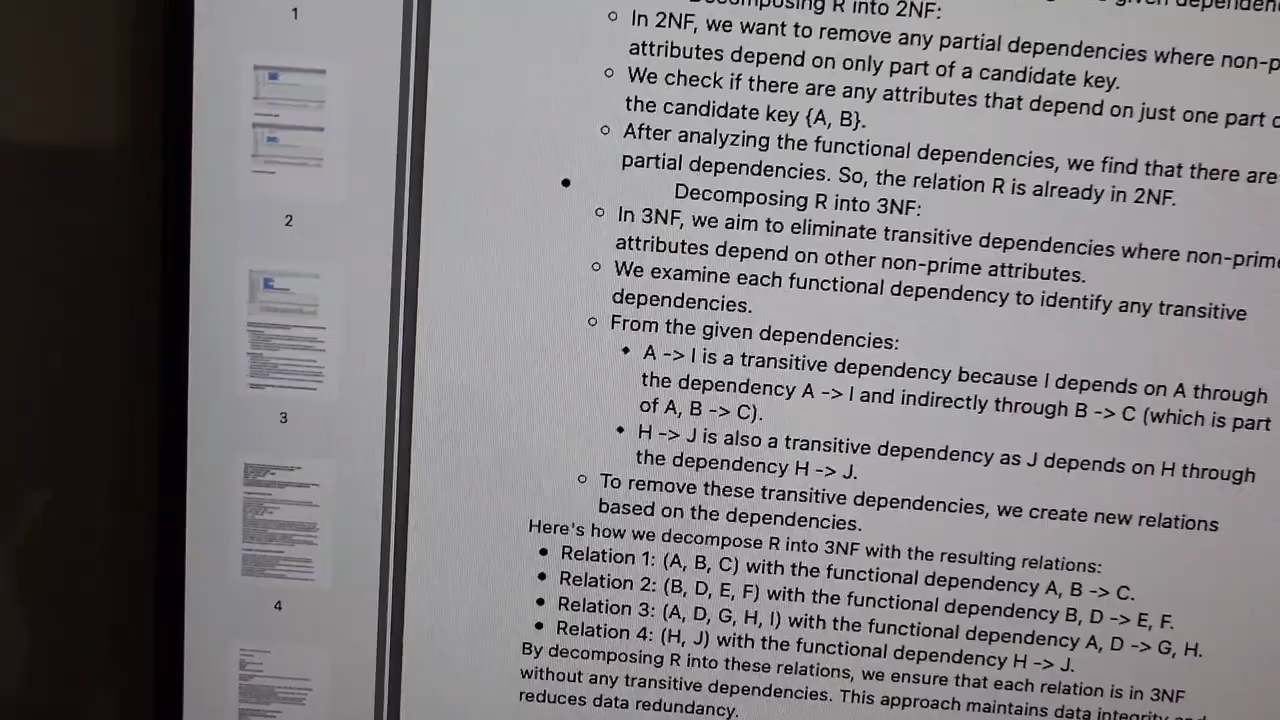 1
2
3
4
posing R into 2NF:
○ In 2NF, we want to remove any partial dependencies where non-p
attributes depend on only part of a candidate key.
○ We check if there are any attributes that depend on just one part
the candidate key {A, B}.
○ After analyzing the functional dependencies, we find that there are
partial dependencies. So, the relation R is already in 2NF.
• Decomposing R into 3NF:
○ In 3NF, we aim to eliminate transitive dependencies where non-prime
attributes depend on other non-prime attributes.
○ We examine each functional dependency to identify any transitive
dependencies.
○ From the given dependencies:
• A -> I is a transitive dependency because I depends on A through
the dependency A -> I and indirectly through B -> C (which is part
of A, B -> C).
• H -> J is also a transitive dependency as J depends on H through
the dependency H -> J.
○ To remove these transitive dependencies, we create new relations
based on the dependencies.
Here's how we decompose R into 3NF with the resulting relations:
• Relation 1: (A, B, C) with the functional dependency A, B -> C.
• Relation 2: (B, D, E, F) with the functional dependency B, D -> E, F.
• Relation 3: (A, D, G, H, I) with the functional dependency A, D -> G, H.
• Relation 4: (H, J) with the functional dependency H -> J.
By decomposing R into these relations, we ensure that each relation is in 3NF
without any transitive dependencies. This approach maintains data integrity and
reduces data redundancy.